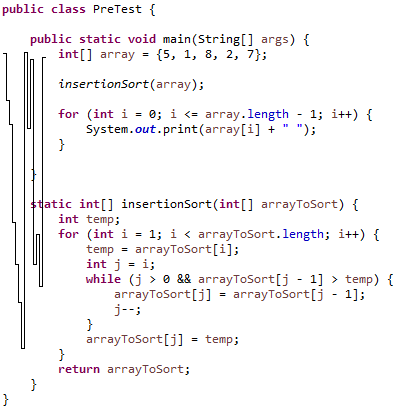 public class PreTest {
public static void main(String[] args) {
int[] array = {5, 1, 8, 2, 7};
insertionSort(array);
for (int i = 0; i <= array.length - 1; i++) {
System.out.print(array[i] + " ");
}
}
static int[] insertionSort(int[] arrayToSort) {
int temp;
for (int i = 1; i < arrayToSort.length; i++) {
temp = arrayToSort[i];
int j = i;
while (j > 0 && arrayToSort[j - 1] > temp) {
arrayToSort[j] = arrayToSort[j - 1];
j--;
}
arrayToSort[j] = temp;
}
return arrayToSort;
}
}